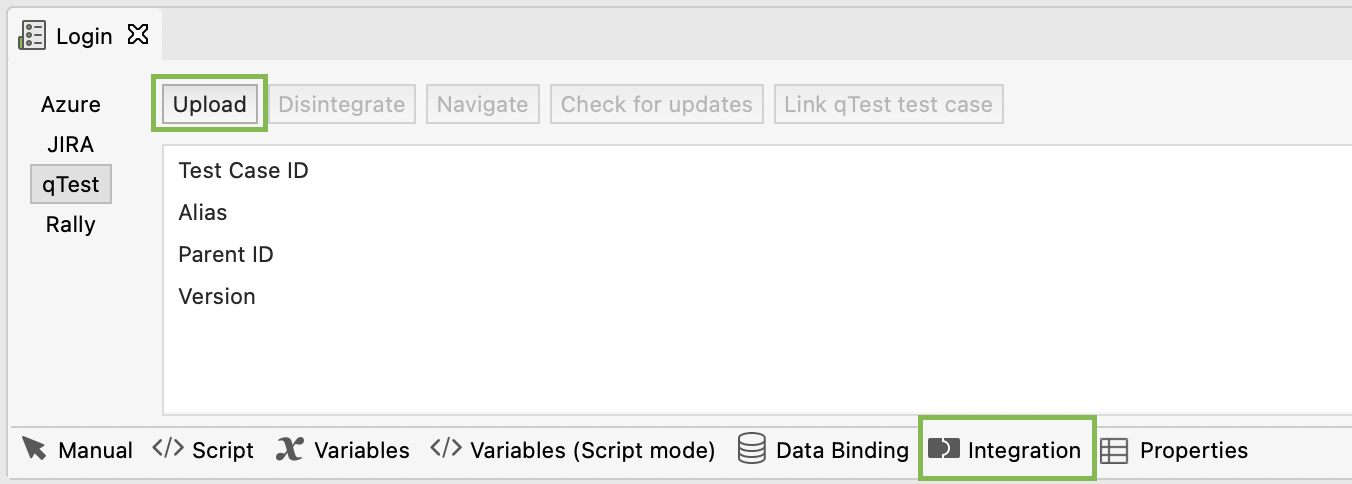 Login
Azure
JIRA
qTest
Rally
Upload Disintegrate Navigate Check for updates Link qTest test case
Test Case ID
Alias
Parent ID
Version
Manual </> Script Variables </> Variables (Script mode) Data Binding Integration Properties